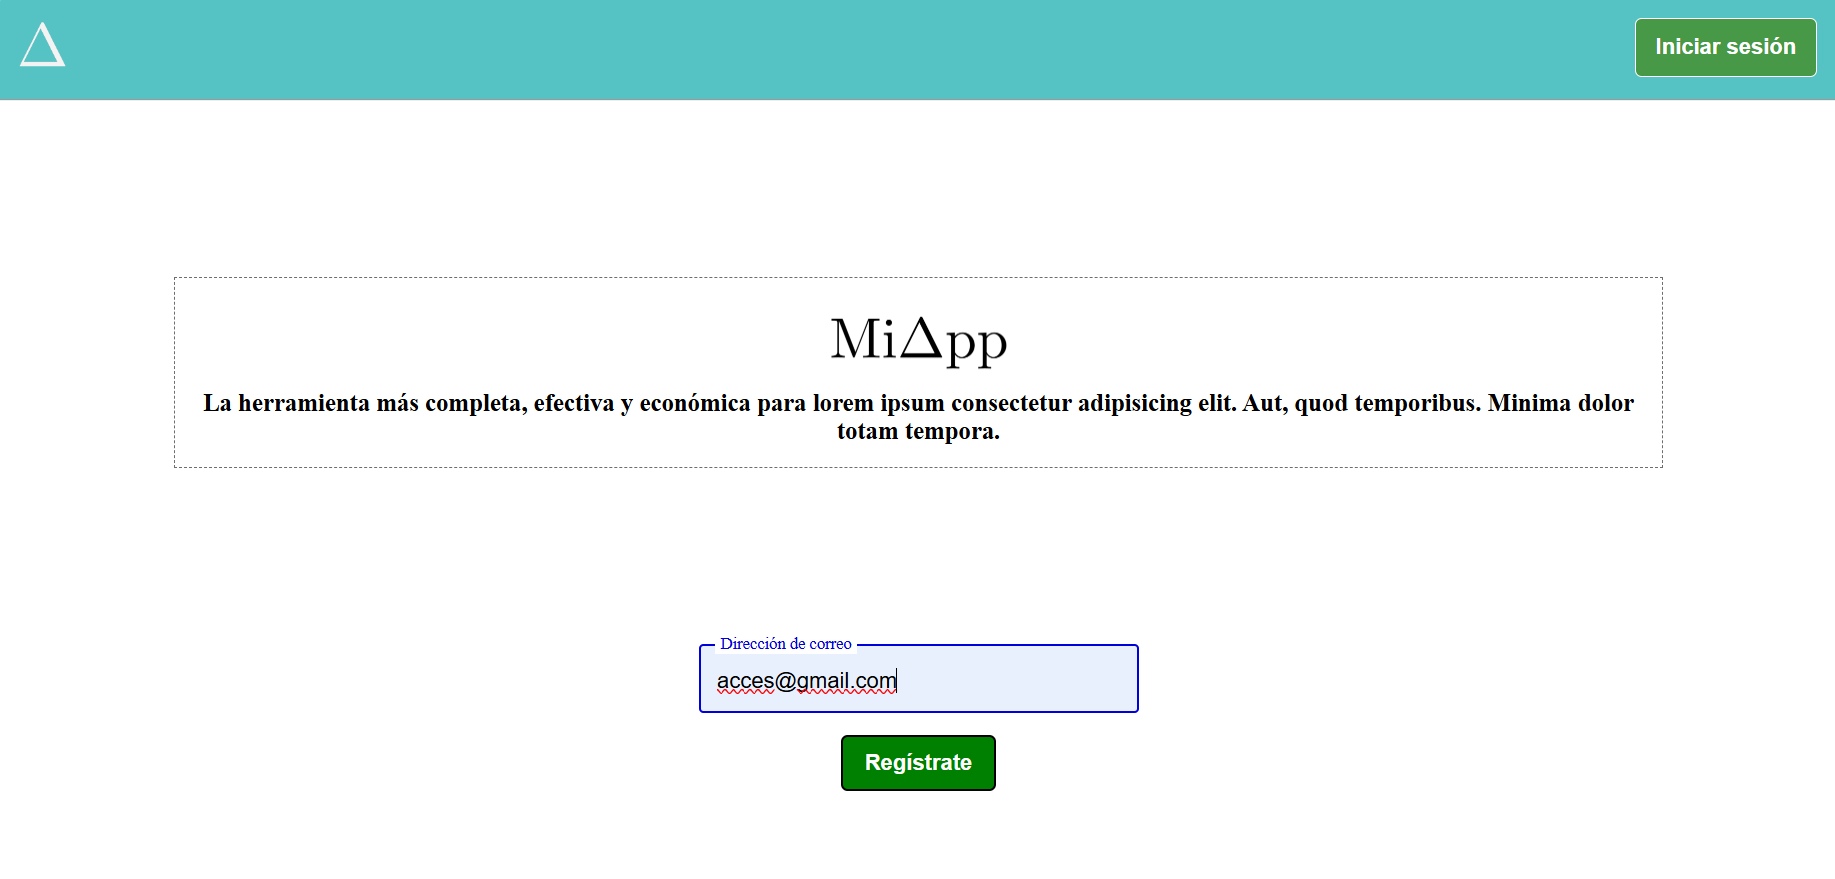 Δ
Iniciar sesión
MiΔpp
La herramienta más completa, efectiva y económica para lorem ipsum consectetur adipisicing elit. Aut, quod temporibus. Minima dolor
totam tempora.
Dirección de correo
acces@gmail.com
Regístrate